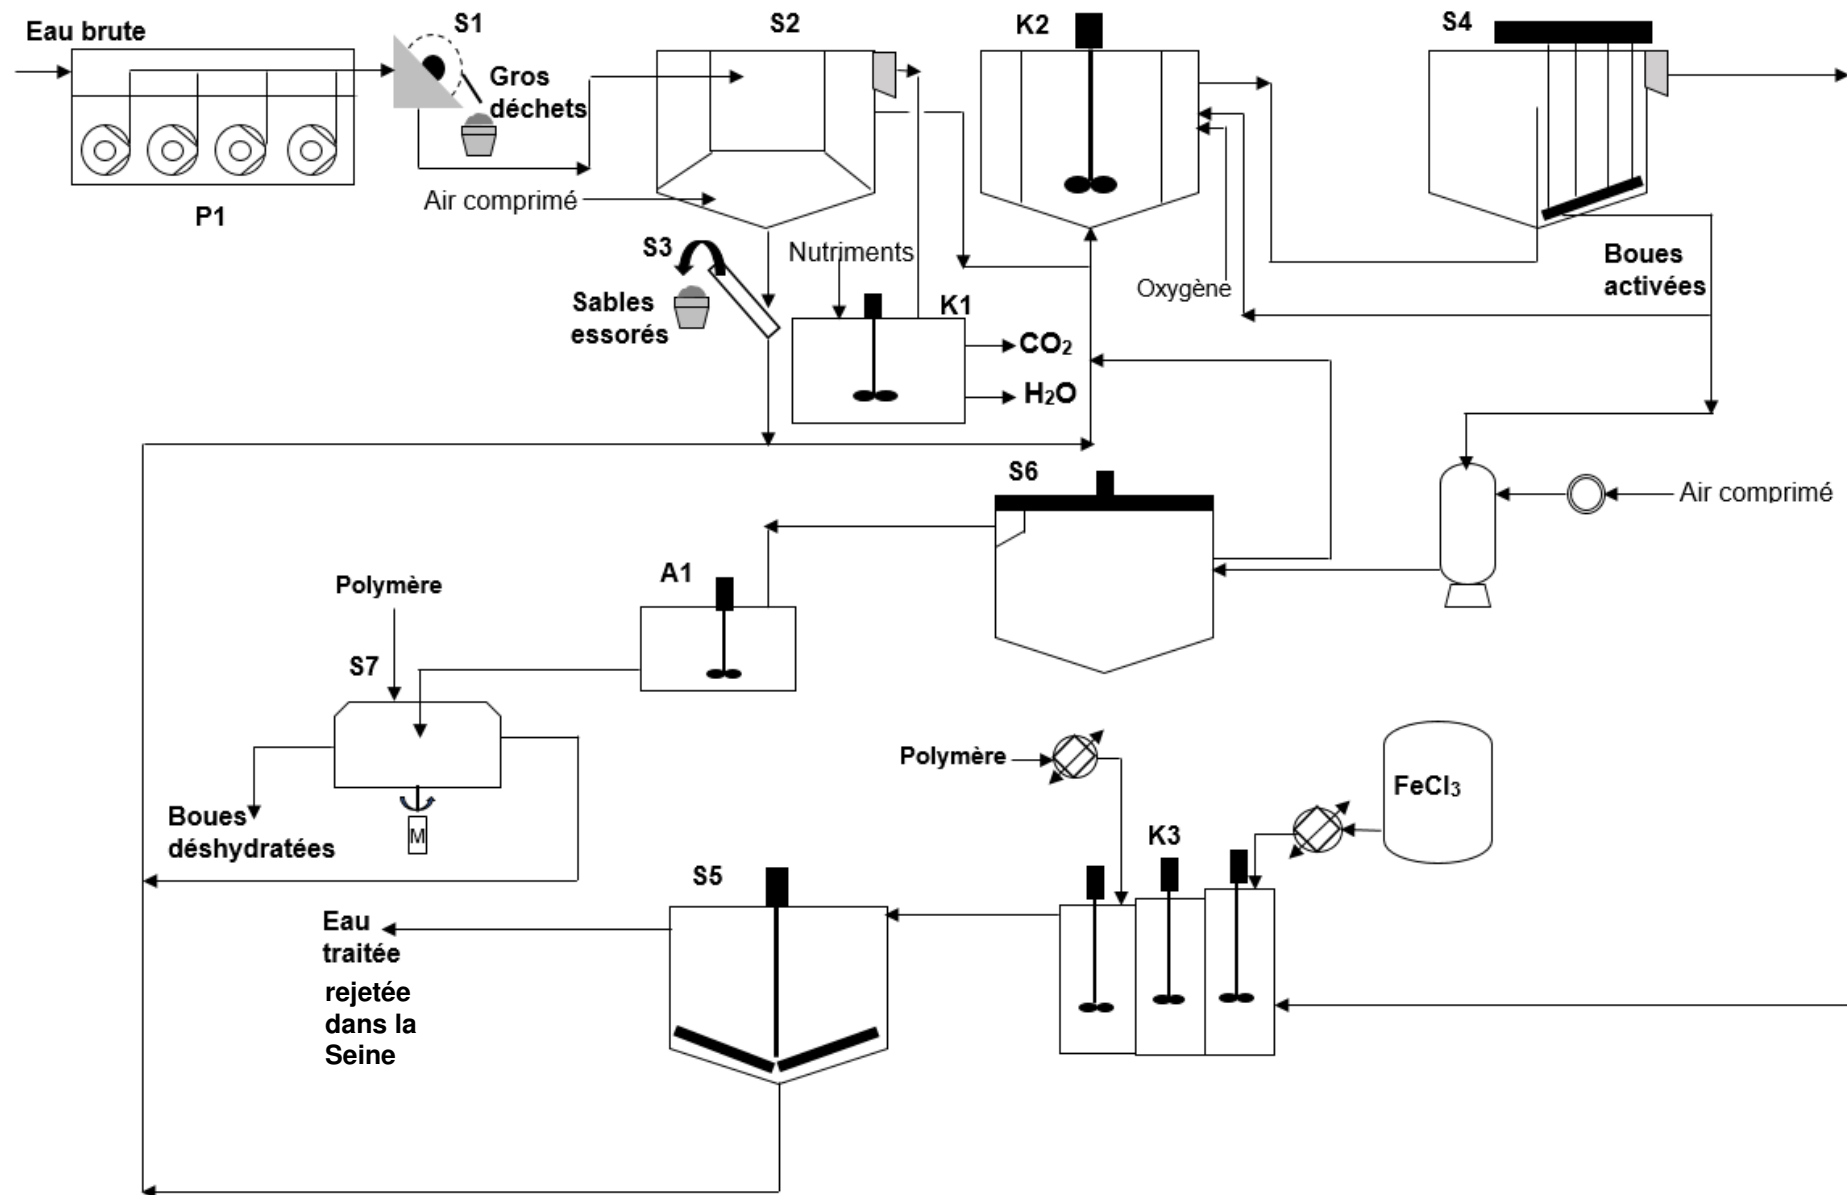 Eau brute
S1
S2
K2
S4
Gros
déchets
P1
Air comprimé
S3
Nutriments
Sables
essorés
K1
CO₂
H₂O
Oxygène
Boues
activées
S6
Air comprimé
A1
Polymère
S7
Boues
déshydratées
M
Polymère
FeCl₃
K3
S5
Eau
traitée
rejetée
dans la
Seine